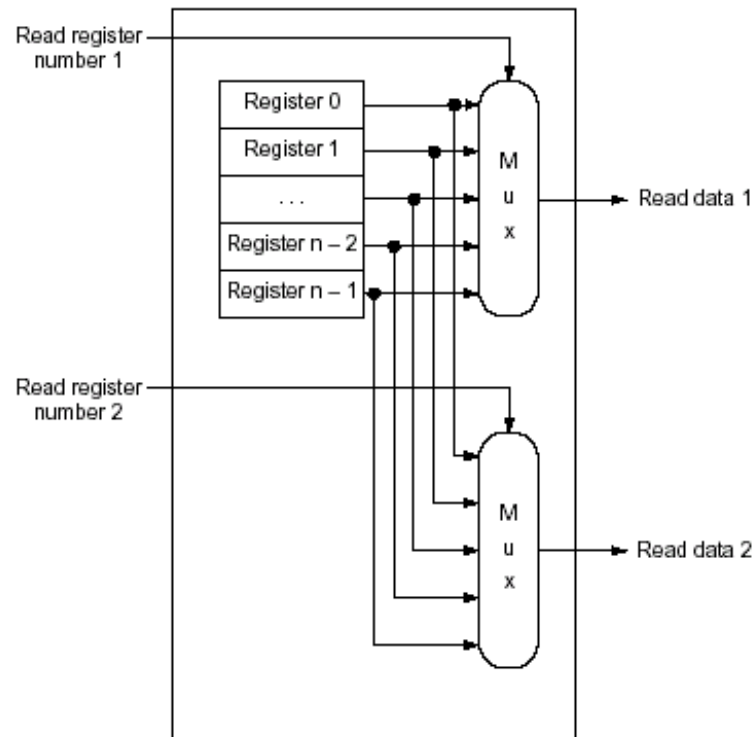 Read register
number 1
Register 0
Register 1
. . .
Register n – 2
Register n – 1
M
u
x
Read data 1
Read register
number 2
M
u
x
Read data 2